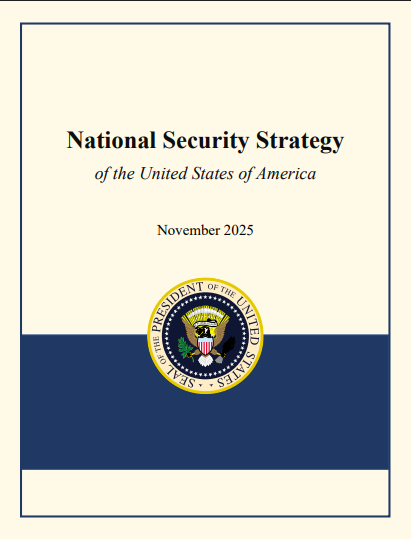 National Security Strategy
of the United States of America
November 2025
SEAL OF THE PRESIDENT OF THE UNITED STATES